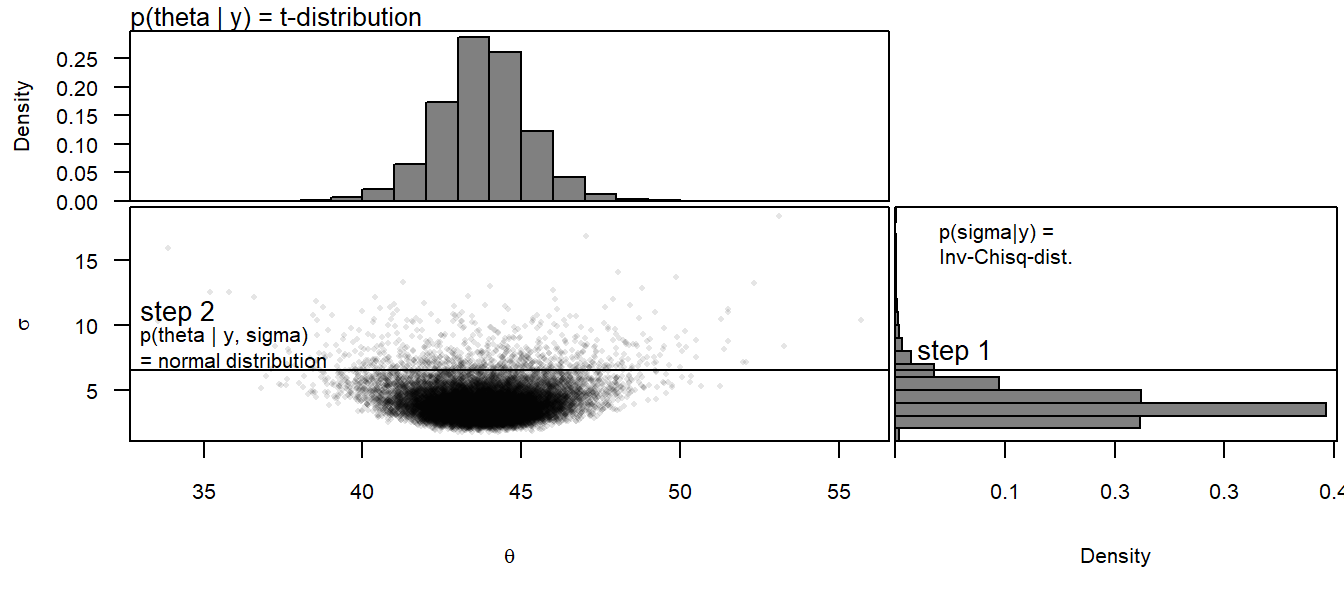 p(theta | y) = t-distribution
Density
0.25
0.20
0.15
0.10
0.05
0.00
σ
15
10
5
step 2
p(theta | y, sigma)
= normal distribution
p(sigma|y) =
Inv-Chisq-dist.
step 1
35 40 45 50 55
0.1 0.3 0.3 0.4
θ
Density